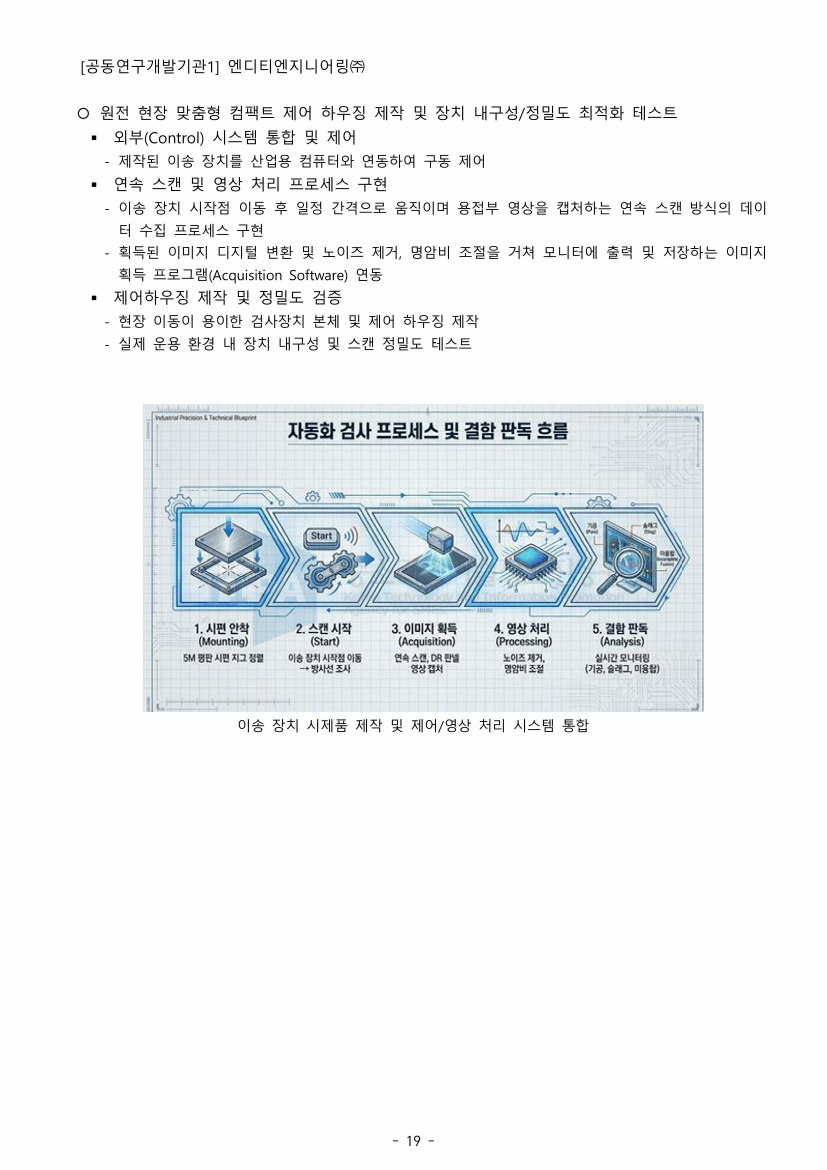 [공동연구개발기관1] 엔디티엔지니어링㈜
○ 원전 현장 맞춤형 컴팩트 제어 하우징 제작 및 장치 내구성/정밀도 최적화 테스트
▪ 외부(Control) 시스템 통합 및 제어
- 제작된 이송 장치를 산업용 컴퓨터와 연동하여 구동 제어
▪ 연속 스캔 및 영상 처리 프로세스 구현
- 이송 장치 시작점 이동 후 일정 간격으로 움직이며 용접부 영상을 캡처하는 연속 스캔 방식의 데이
터 수집 프로세스 구현
- 획득된 이미지 디지털 변환 및 노이즈 제거, 명암비 조절을 거쳐 모니터에 출력 및 저장하는 이미지
획득 프로그램(Acquisition Software) 연동
▪ 제어하우징 제작 및 정밀도 검증
- 현장 이동이 용이한 검사장치 본체 및 제어 하우징 제작
- 실제 운용 환경 내 장치 내구성 및 스캔 정밀도 테스트
Industrial Precision & Technical Blueprint
자동화 검사 프로세스 및 결함 판독 흐름
Start
기공
(Pore)
슬래그
(Slag)
미융합
(Incomplete
Fusion)
1. 시편 안착
(Mounting)
5M 평판 시편 지그 정렬
2. 스캔 시작
(Start)
이송 장치 시작점 이동
→ 방사선 조사
3. 이미지 획득
(Acquisition)
연속 스캔, DR 판넬
영상 캡처
4. 영상 처리
(Processing)
노이즈 제거,
명암비 조절
5. 결함 판독
(Analysis)
실시간 모니터링
(기공, 슬래그, 미융합)
이송 장치 시제품 제작 및 제어/영상 처리 시스템 통합
- 19 -